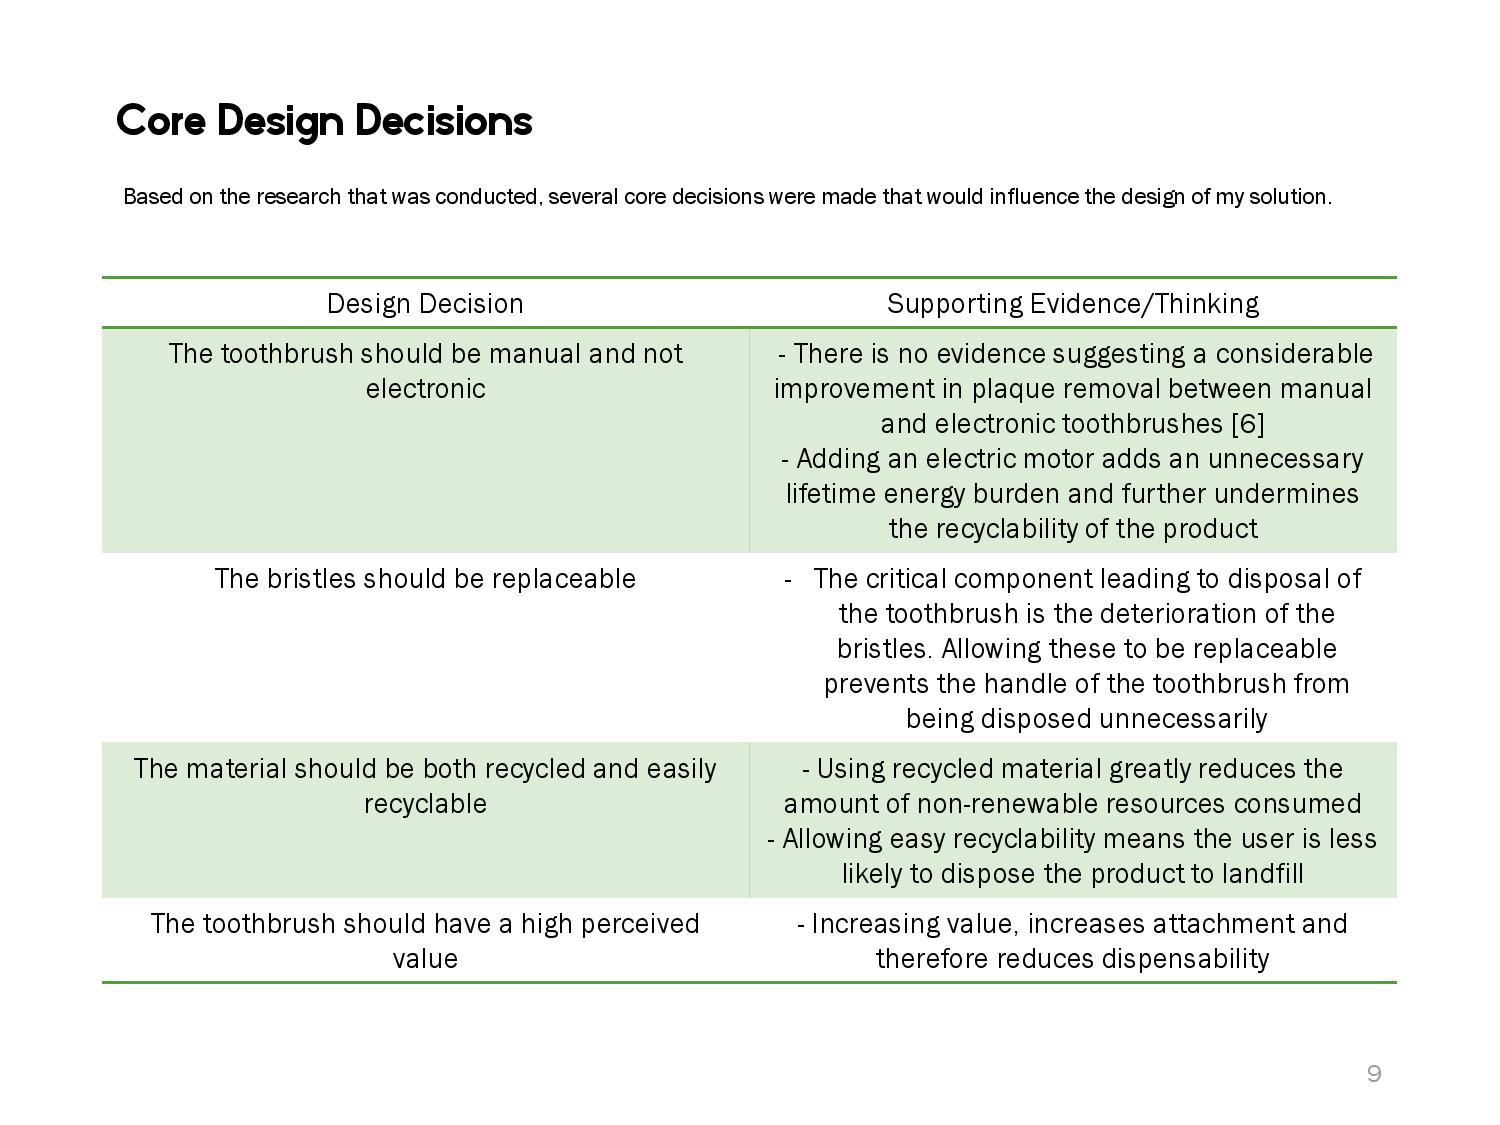 Core Design Decisions
Based on the research that was conducted, several core decisions were made that would influence the design of my solution.
Design Decision
Supporting Evidence/Thinking
The toothbrush should be manual and not
electronic
- There is no evidence suggesting a considerable
improvement in plaque removal between manual
and electronic toothbrushes [6]
- Adding an electric motor adds an unnecessary
lifetime energy burden and further undermines
the recyclability of the product
The bristles should be replaceable
- The critical component leading to disposal of
the toothbrush is the deterioration of the
bristles. Allowing these to be replaceable
prevents the handle of the toothbrush from
being disposed unnecessarily
The material should be both recycled and easily
recyclable
- Using recycled material greatly reduces the
amount of non-renewable resources consumed
- Allowing easy recyclability means the user is less
likely to dispose the product to landfill
The toothbrush should have a high perceived
value
- Increasing value, increases attachment and
therefore reduces dispensability
9